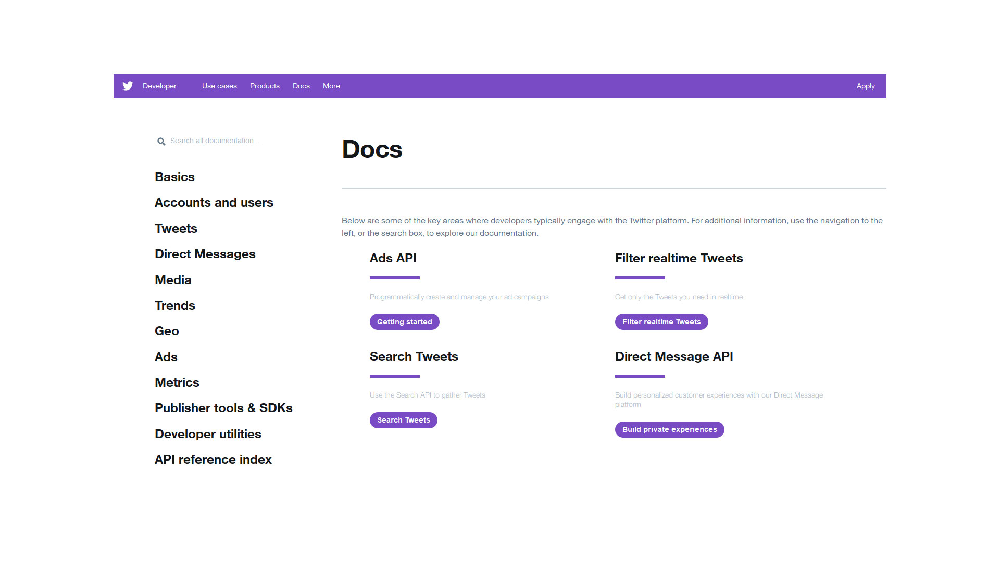 Developer Use cases Products Docs More Apply
Search all documentation...
Basics
Accounts and users
Tweets
Direct Messages
Media
Trends
Geo
Ads
Metrics
Publisher tools & SDKs
Developer utilities
API reference index
Docs
Below are some of the key areas where developers typically engage with the Twitter platform. For additional information, use the navigation to the
left, or the search box, to explore our documentation.
Ads API
Programmatically create and manage your ad campaigns
Getting started
Filter realtime Tweets
Get only the Tweets you need in realtime
Filter realtime Tweets
Search Tweets
Use the Search API to gather Tweets
Search Tweets
Direct Message API
Build personalized customer experiences with our Direct Message
platform
Build private experiences